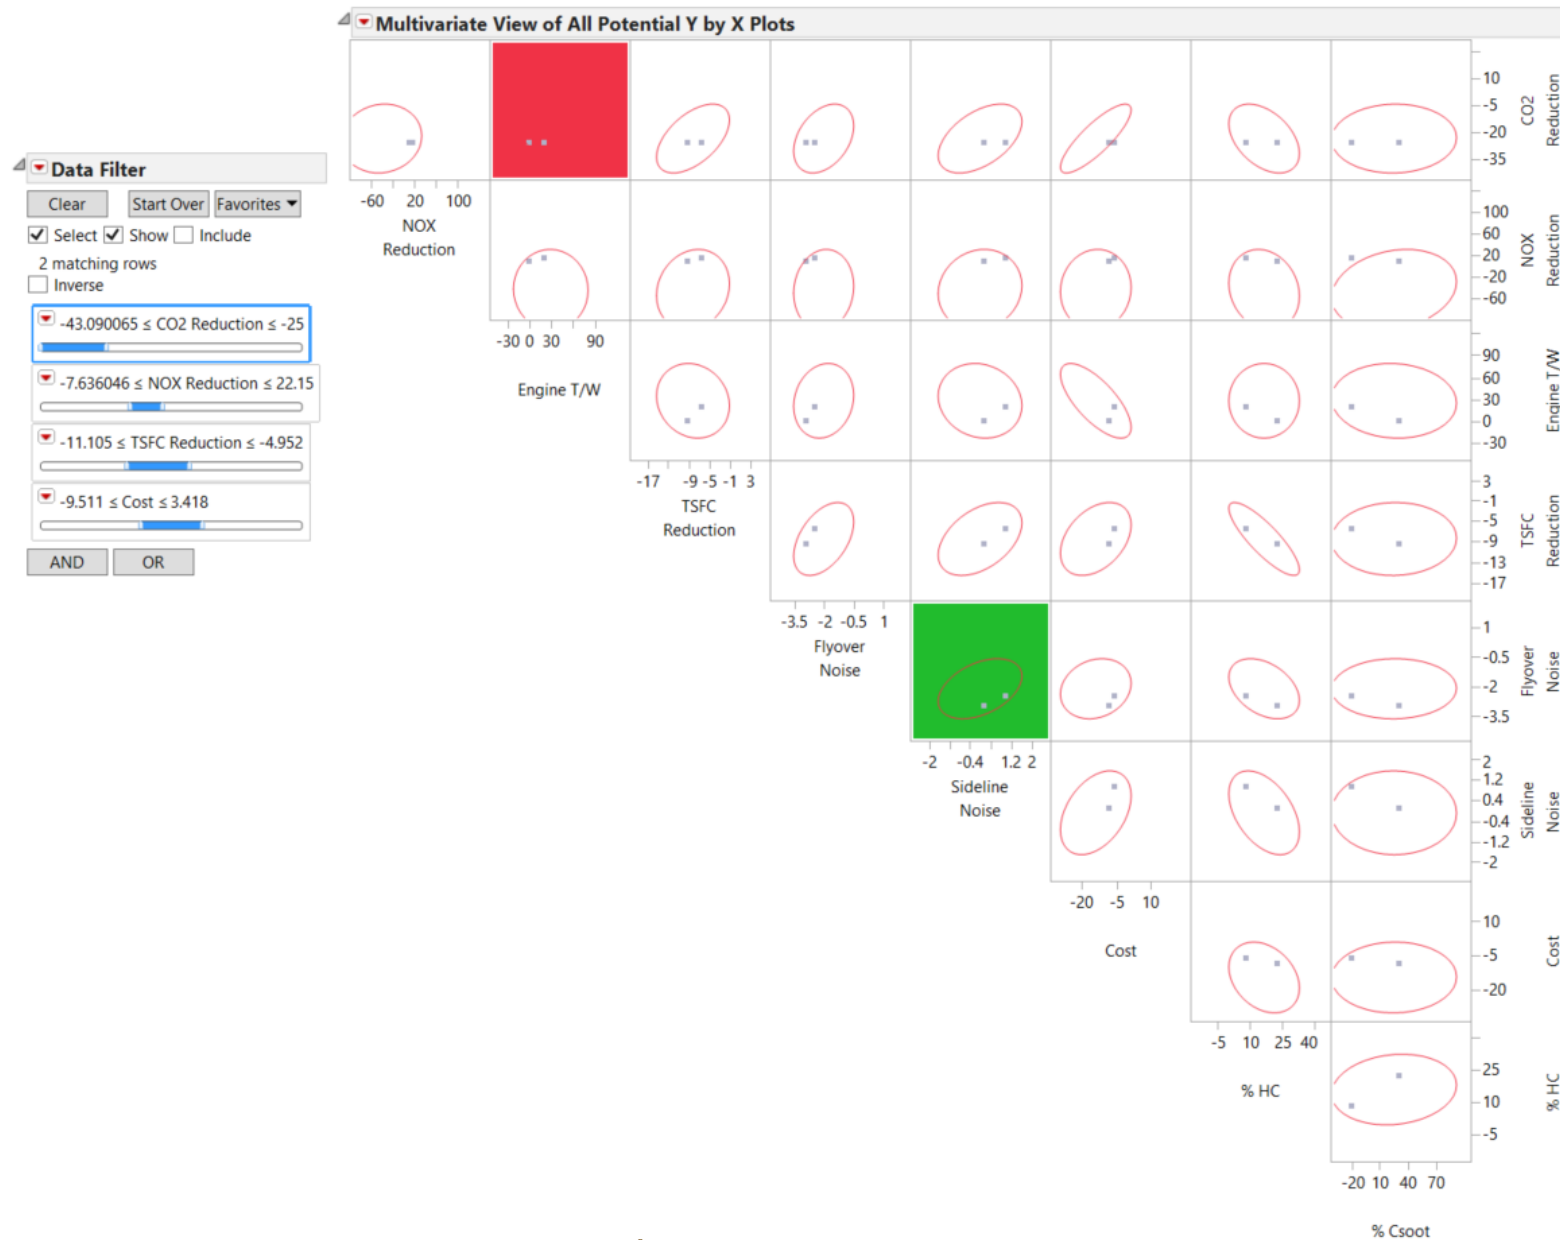 Multivariate View of All Potential Y by X Plots
Data Filter
Clear Start Over Favorites
Select Show Include
2 matching rows
Inverse
-43.090065 ≤ CO2 Reduction ≤ -25
-7.636046 ≤ NOX Reduction ≤ 22.15
-11.105 ≤ TSFC Reduction ≤ -4.952
-9.511 ≤ Cost ≤ 3.418
AND OR
10
-5
-20
-35
CO2
Reduction
-60 20 100
NOX
Reduction
100
60
20
-20
-60
NOX
Reduction
-30 0 30 90
Engine T/W
90
60
30
0
-30
Engine T/W
-17 -9 -5 -1 3
TSFC
Reduction
3
-1
-5
-9
-13
-17
TSFC
Reduction
-3.5 -2 -0.5 1
Flyover
Noise
1
-0.5
-2
-3.5
Flyover
Noise
-2 -0.4 1.2 2
Sideline
Noise
2
1.2
0.4
-0.4
-1.2
-2
Sideline
Noise
-20 -5 10
Cost
10
-5
-20
Cost
-5 10 25 40
% HC
25
10
-5
% HC
-20 10 40 70
% Csoot